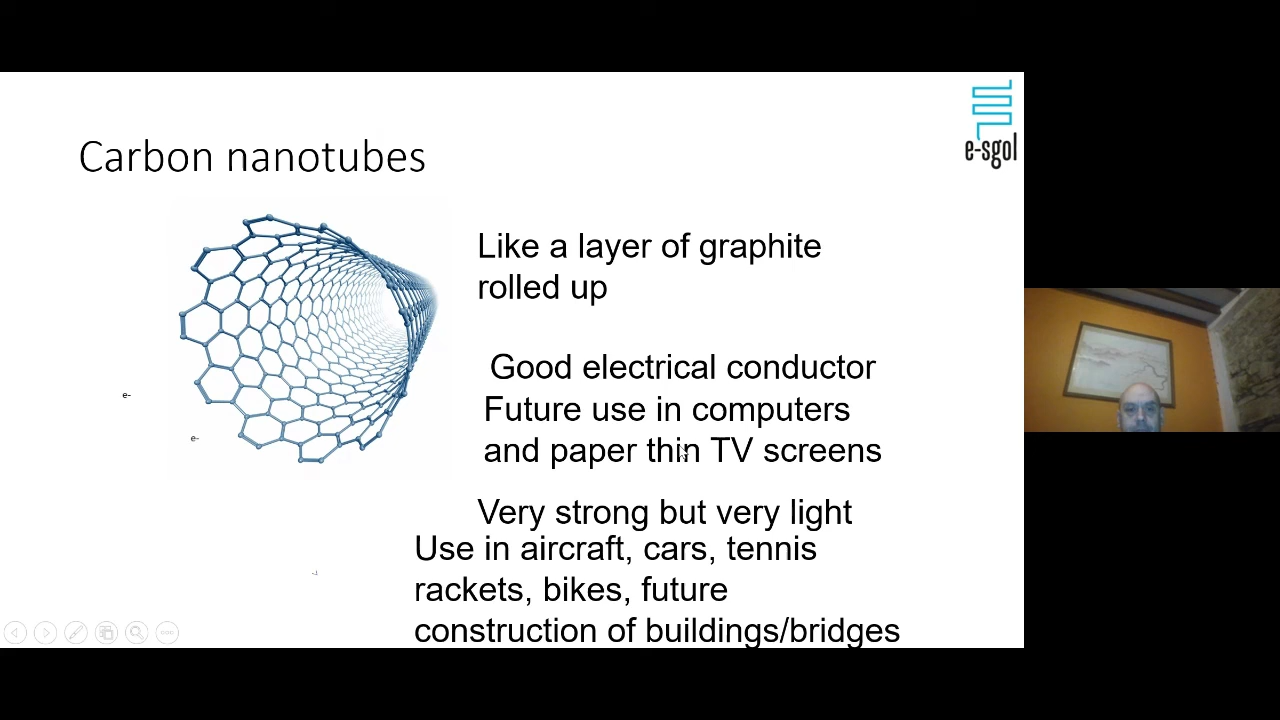 e-sgol
Carbon nanotubes
Like a layer of graphite
rolled up
Good electrical conductor
Future use in computers
and paper thin TV screens
e-
e-
Very strong but very light
Use in aircraft, cars, tennis
rackets, bikes, future
construction of buildings/bridges